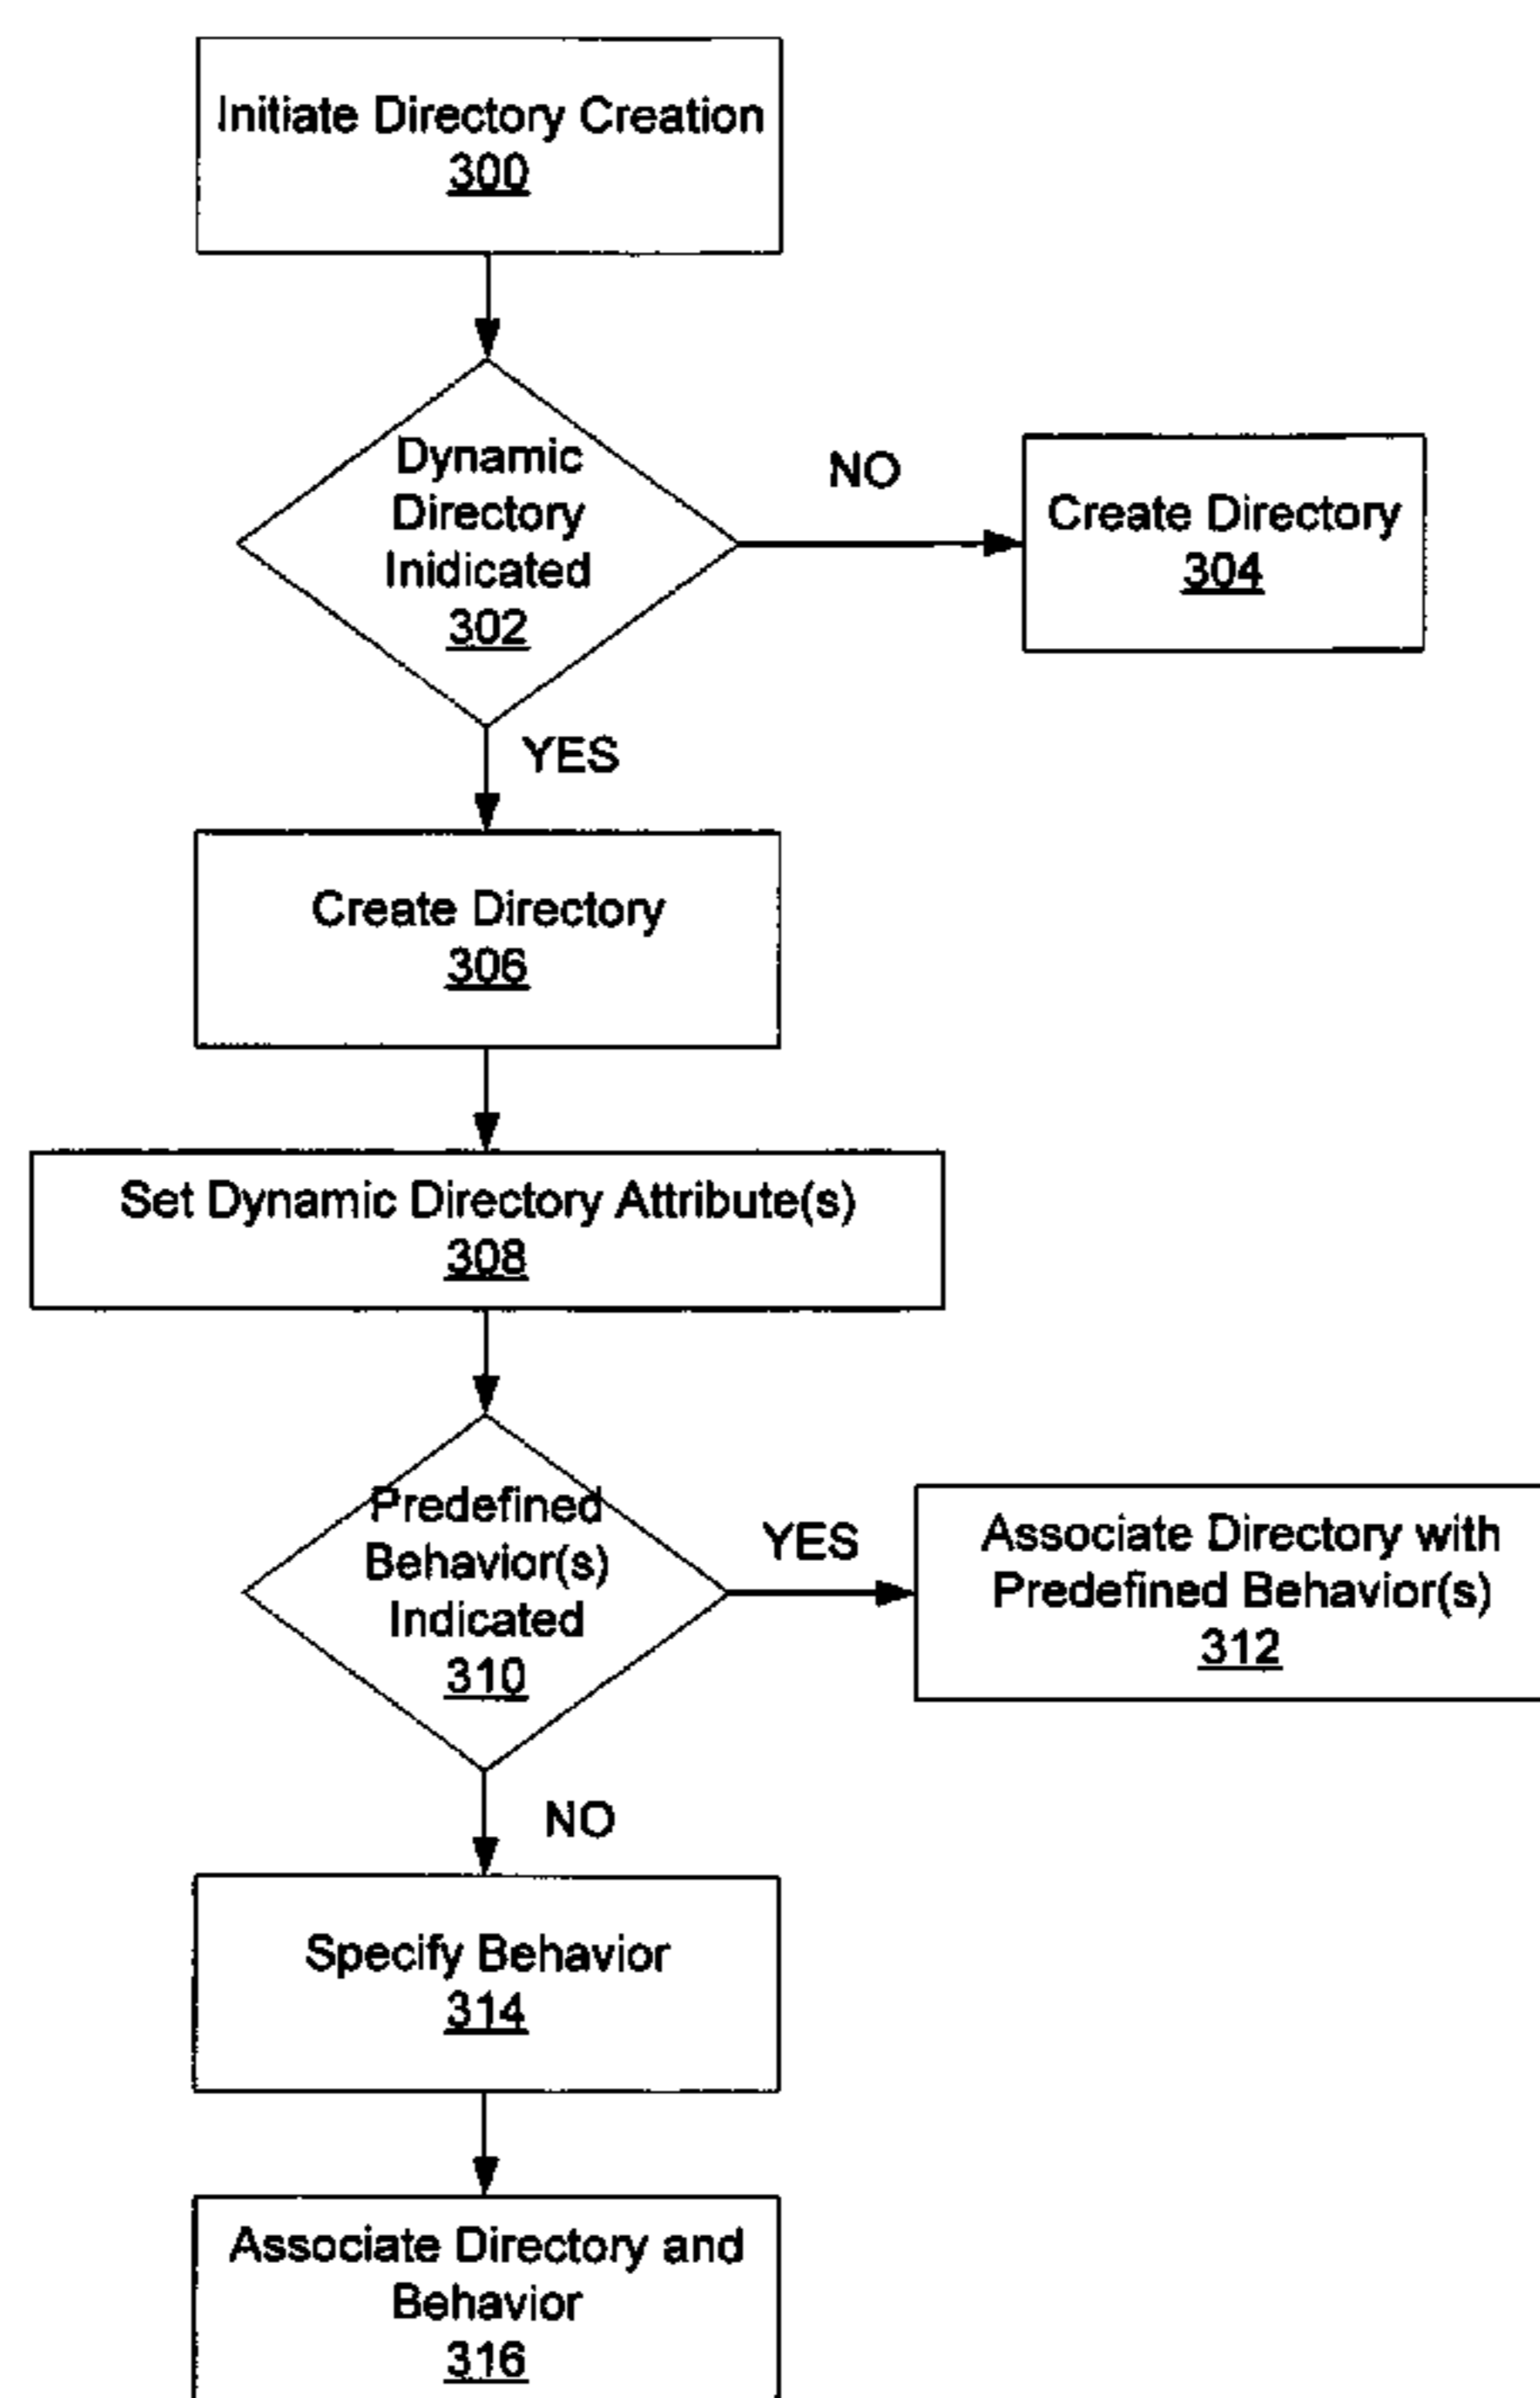 Initiate Directory Creation
300
Dynamic
Directory
Inidicated
302
NO
Create Directory
304
YES
Create Directory
306
Set Dynamic Directory Attribute(s)
308
Predefined
Behavior(s)
Indicated
310
YES
Associate Directory with
Predefined Behavior(s)
312
NO
Specify Behavior
314
Associate Directory and
Behavior
316